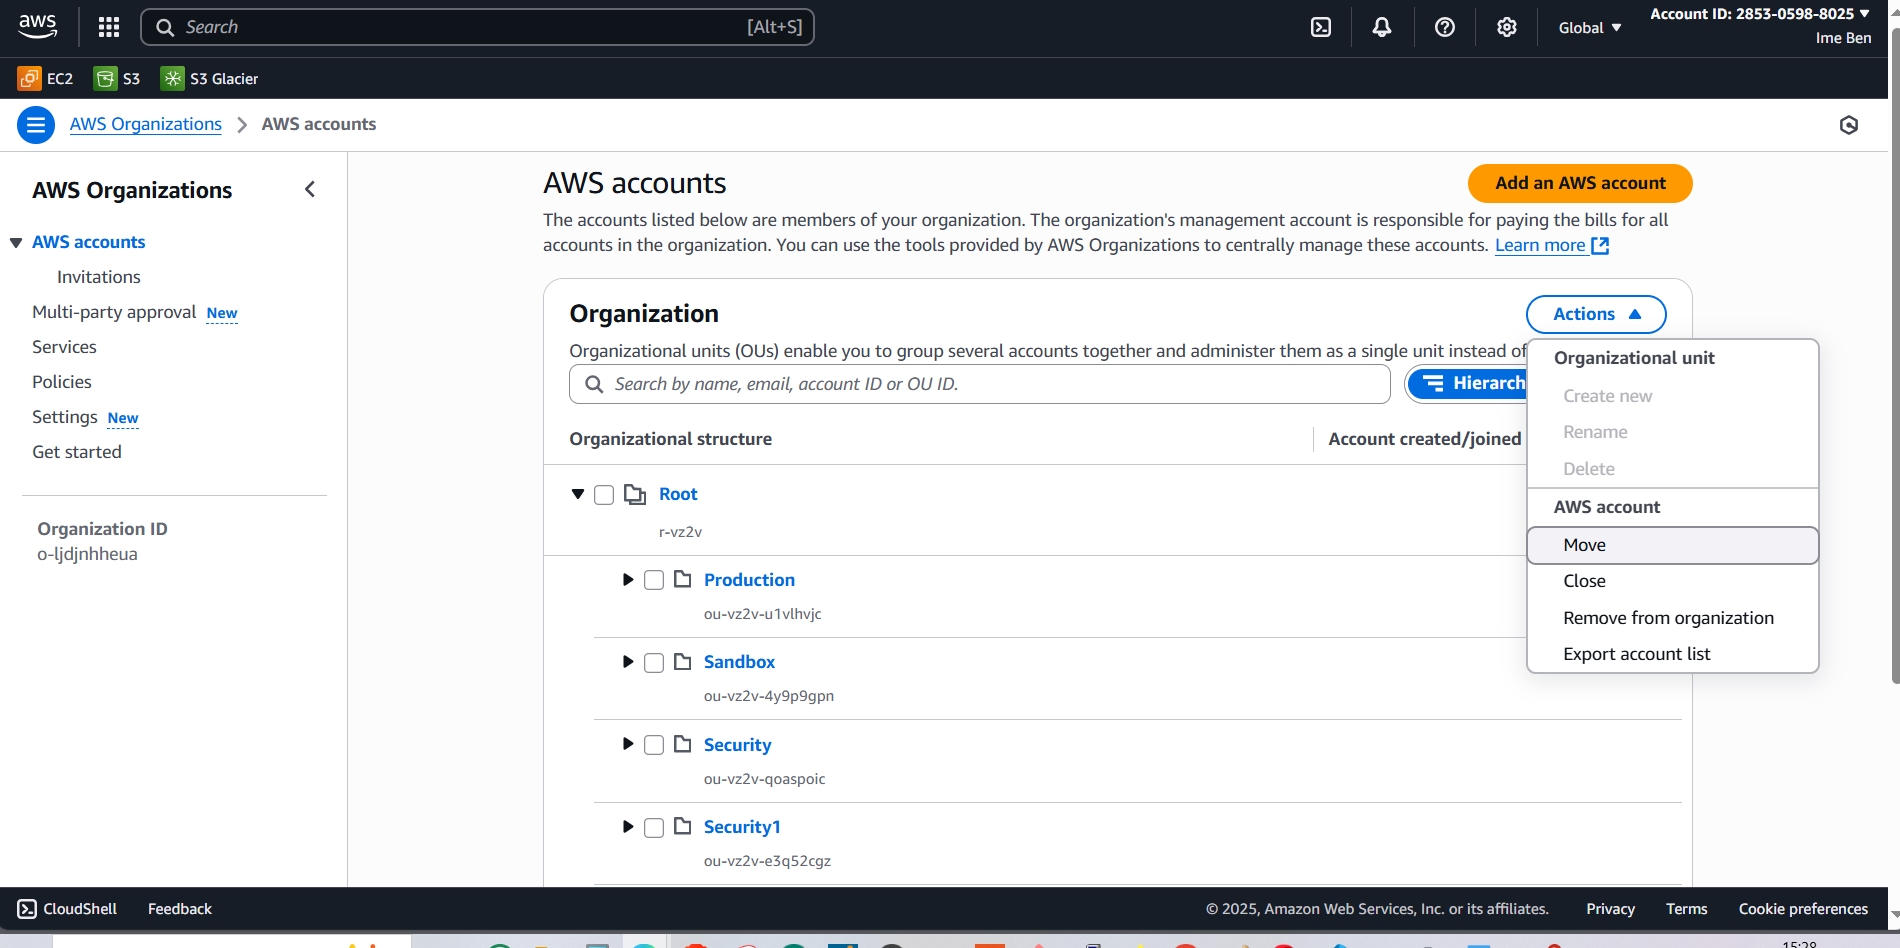 aws
Search
[Alt+S]
Global
Account ID: 2853-0598-8025
Ime Ben
EC2
S3
S3 Glacier
AWS Organizations
AWS accounts
AWS Organizations
AWS accounts
Invitations
Multi-party approval New
Services
Policies
Settings New
Get started
Organization ID
o-ljdjnhheua
AWS accounts
Add an AWS account
The accounts listed below are members of your organization. The organization's management account is responsible for paying the bills for all
accounts in the organization. You can use the tools provided by AWS Organizations to centrally manage these accounts. Learn more
Organization
Actions
Organizational units (OUs) enable you to group several accounts together and administer them as a single unit instead of
Search by name, email, account ID or OU ID.
Hierarch
Organizational structure
Account created/joined
Root
r-vz2v
Production
ou-vz2v-u1vlhvjc
Sandbox
ou-vz2v-4y9p9gpn
Security
ou-vz2v-qoaspoic
Security1
ou-vz2v-e3q52cgz
Organizational unit
Create new
Rename
Delete
AWS account
Move
Close
Remove from organization
Export account list
CloudShell
Feedback
© 2025, Amazon Web Services, Inc. or its affiliates.
Privacy
Terms
Cookie preferences